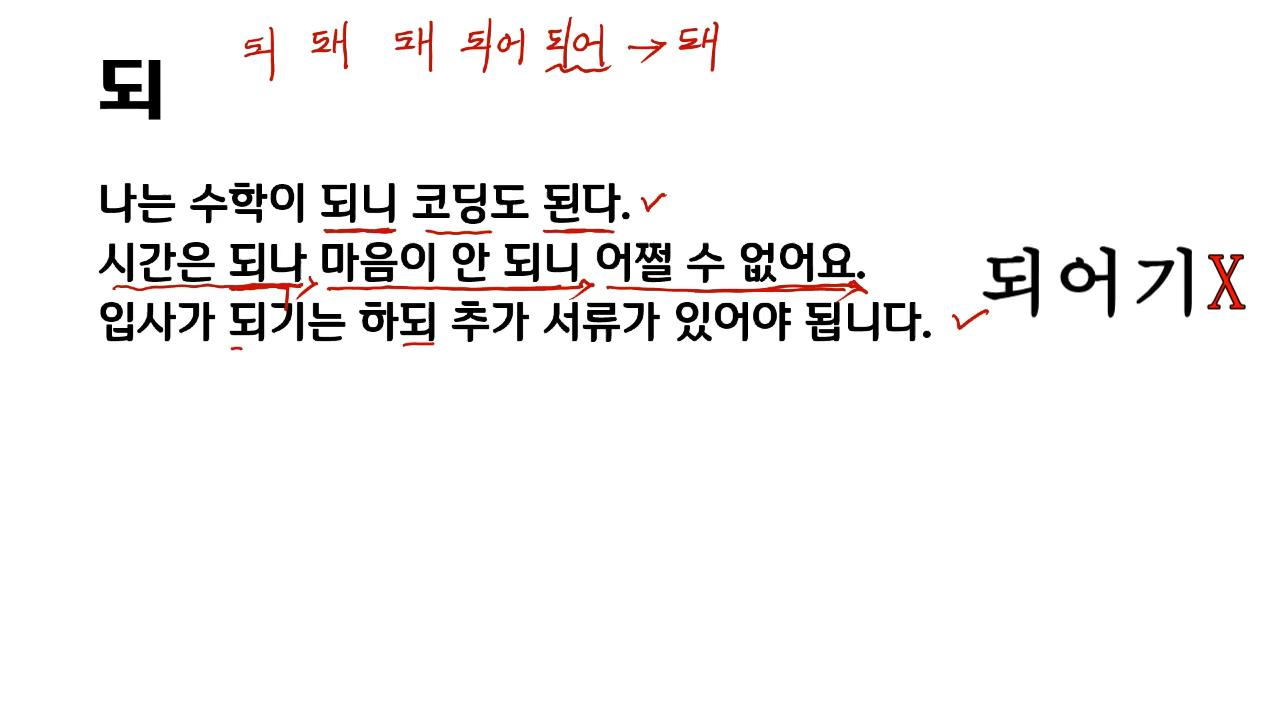 되 돼 돼 되어 되어 → 돼
되
나는 수학이 되니 코딩도 된다.
시간은 되나 마음이 안 되니 어쩔 수 없어요.
되어기X
입사가 되기는 하되 추가 서류가 있어야 됩니다.